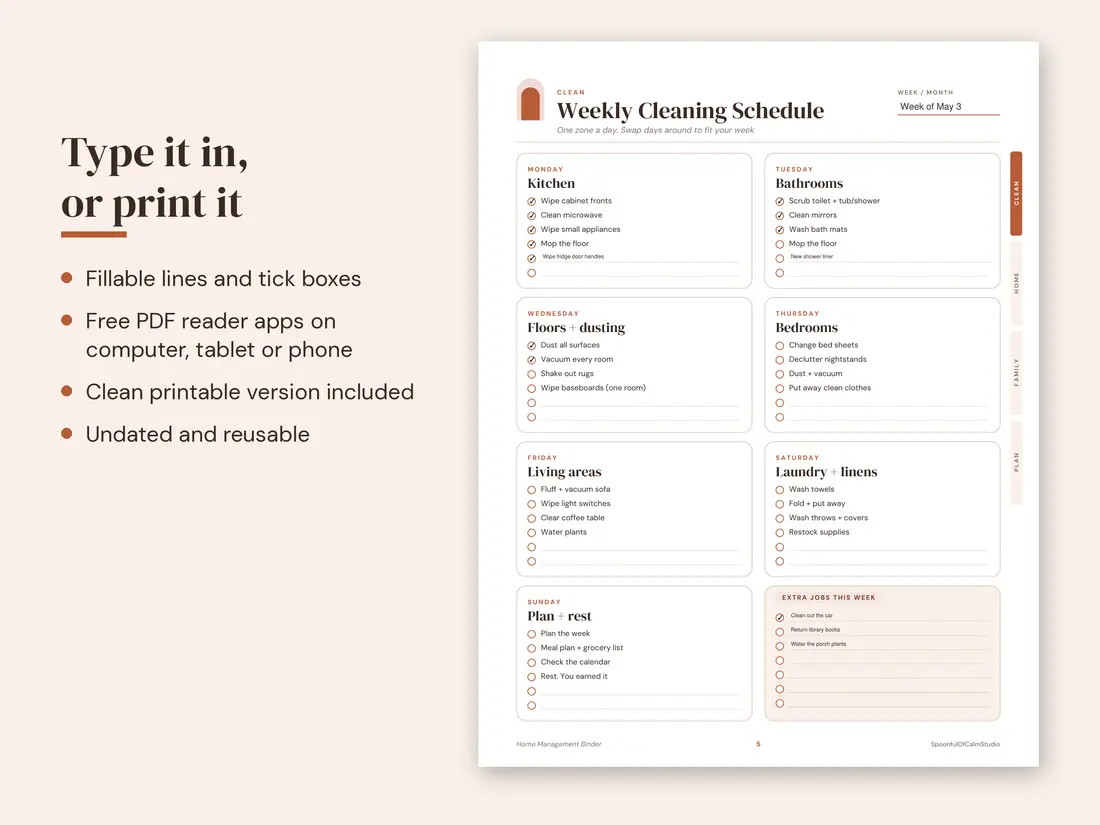 Type it in,
or print it
Fillable lines and tick boxes
Free PDF reader apps on
computer, tablet or phone
Clean printable version included
Undated and reusable
CLEAN
Weekly Cleaning Schedule
One zone a day. Swap days around to fit your week
WEEK / MONTH
Week of May 3
MONDAY
Kitchen
Wipe cabinet fronts
Clean microwave
Wipe small appliances
Mop the floor
Wipe fridge door handles
TUESDAY
Bathrooms
Scrub toilet + tub/shower
Clean mirrors
Wash bath mats
Mop the floor
New shower liner
WEDNESDAY
Floors + dusting
Dust all surfaces
Vacuum every room
Shake out rugs
Wipe baseboards (one room)
THURSDAY
Bedrooms
Change bed sheets
Declutter nightstands
Dust + vacuum
Put away clean clothes
FRIDAY
Living areas
Fluff + vacuum sofa
Wipe light switches
Clear coffee table
Water plants
SATURDAY
Laundry + linens
Wash towels
Fold + put away
Wash throws + covers
Restock supplies
SUNDAY
Plan + rest
Plan the week
Meal plan + grocery list
Check the calendar
Rest. You earned it
EXTRA JOBS THIS WEEK
Clean out the car
Return library books
Water the porch plants
CLEAN
HOME
FAMILY
PLAN
Home Management Binder
5
SpoonfulOfCalmStudio